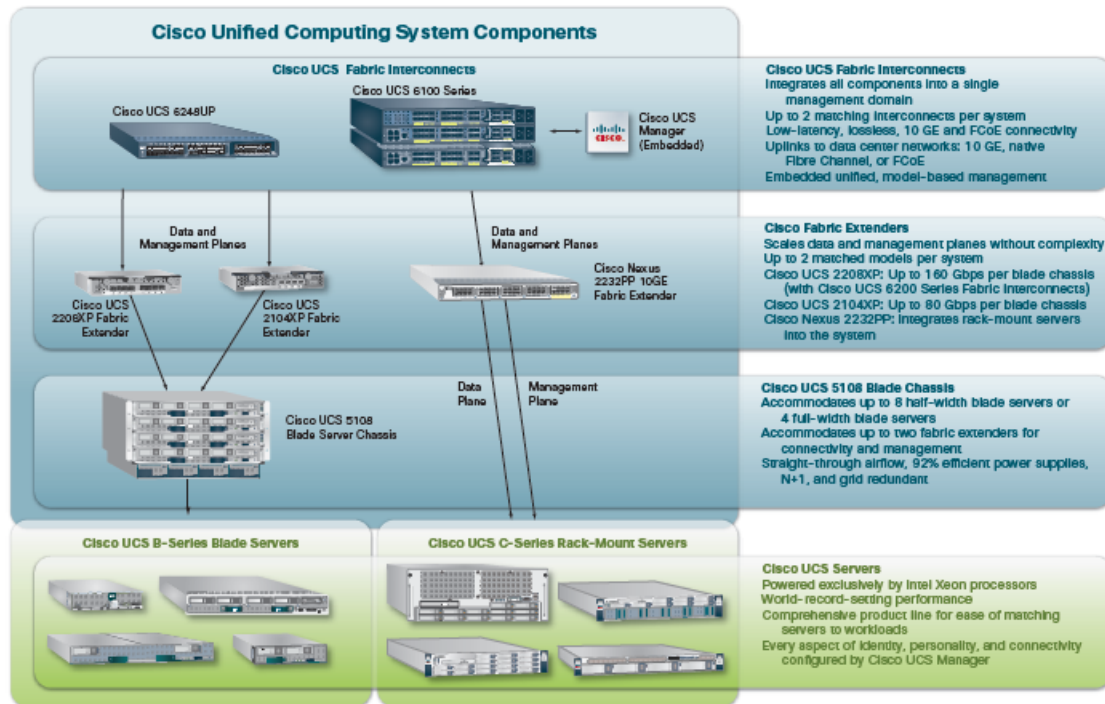 Cisco Unified Computing System Components
Cisco UCS Fabric Interconnects
Cisco UCS 6248UP
Cisco UCS 6100 Series
CISCO
Cisco UCS
Manager
(Embedded)
Cisco UCS Fabric Interconnects
Integrates all components into a single
management domain
Up to 2 matching interconnects per system
Low-latency, lossless, 10 GE and FCoE connectivity
Uplinks to data center networks: 10 GE, native
Fibre Channel, or FCoE
Embedded unified, model-based management
Data and
Management Planes
Data and
Management Planes
Cisco UCS
2208XP Fabric
Extender
Cisco UCS
2104XP Fabric
Extender
Cisco Nexus
2232PP 10GE
Fabric Extender
Cisco Fabric Extenders
Scales data and management planes without complexity
Up to 2 matched models per system
Cisco UCS 2208XP: Up to 160 Gbps per blade chassis
(with Cisco UCS 6200 Series Fabric Interconnects)
Cisco UCS 2104XP: Up to 80 Gbps per blade chassis
Cisco Nexus 2232PP: Integrates rack-mount servers
into the system
Cisco UCS 5108
Blade Server Chassis
Data
Plane
Management
Plane
Cisco UCS 5108 Blade Chassis
Accommodates up to 8 half-width blade servers or
4 full-width blade servers
Accommodates up to two fabric extenders for
connectivity and management
Straight-through airflow, 92% efficient power supplies,
N+1, and grid redundant
Cisco UCS B-Series Blade Servers
Cisco UCS C-Series Rack-Mount Servers
Cisco UCS Servers
Powered exclusively by Intel Xeon processors
World-record-setting performance
Comprehensive product line for ease of matching
servers to workloads
Every aspect of identity, personality, and connectivity
configured by Cisco UCS Manager